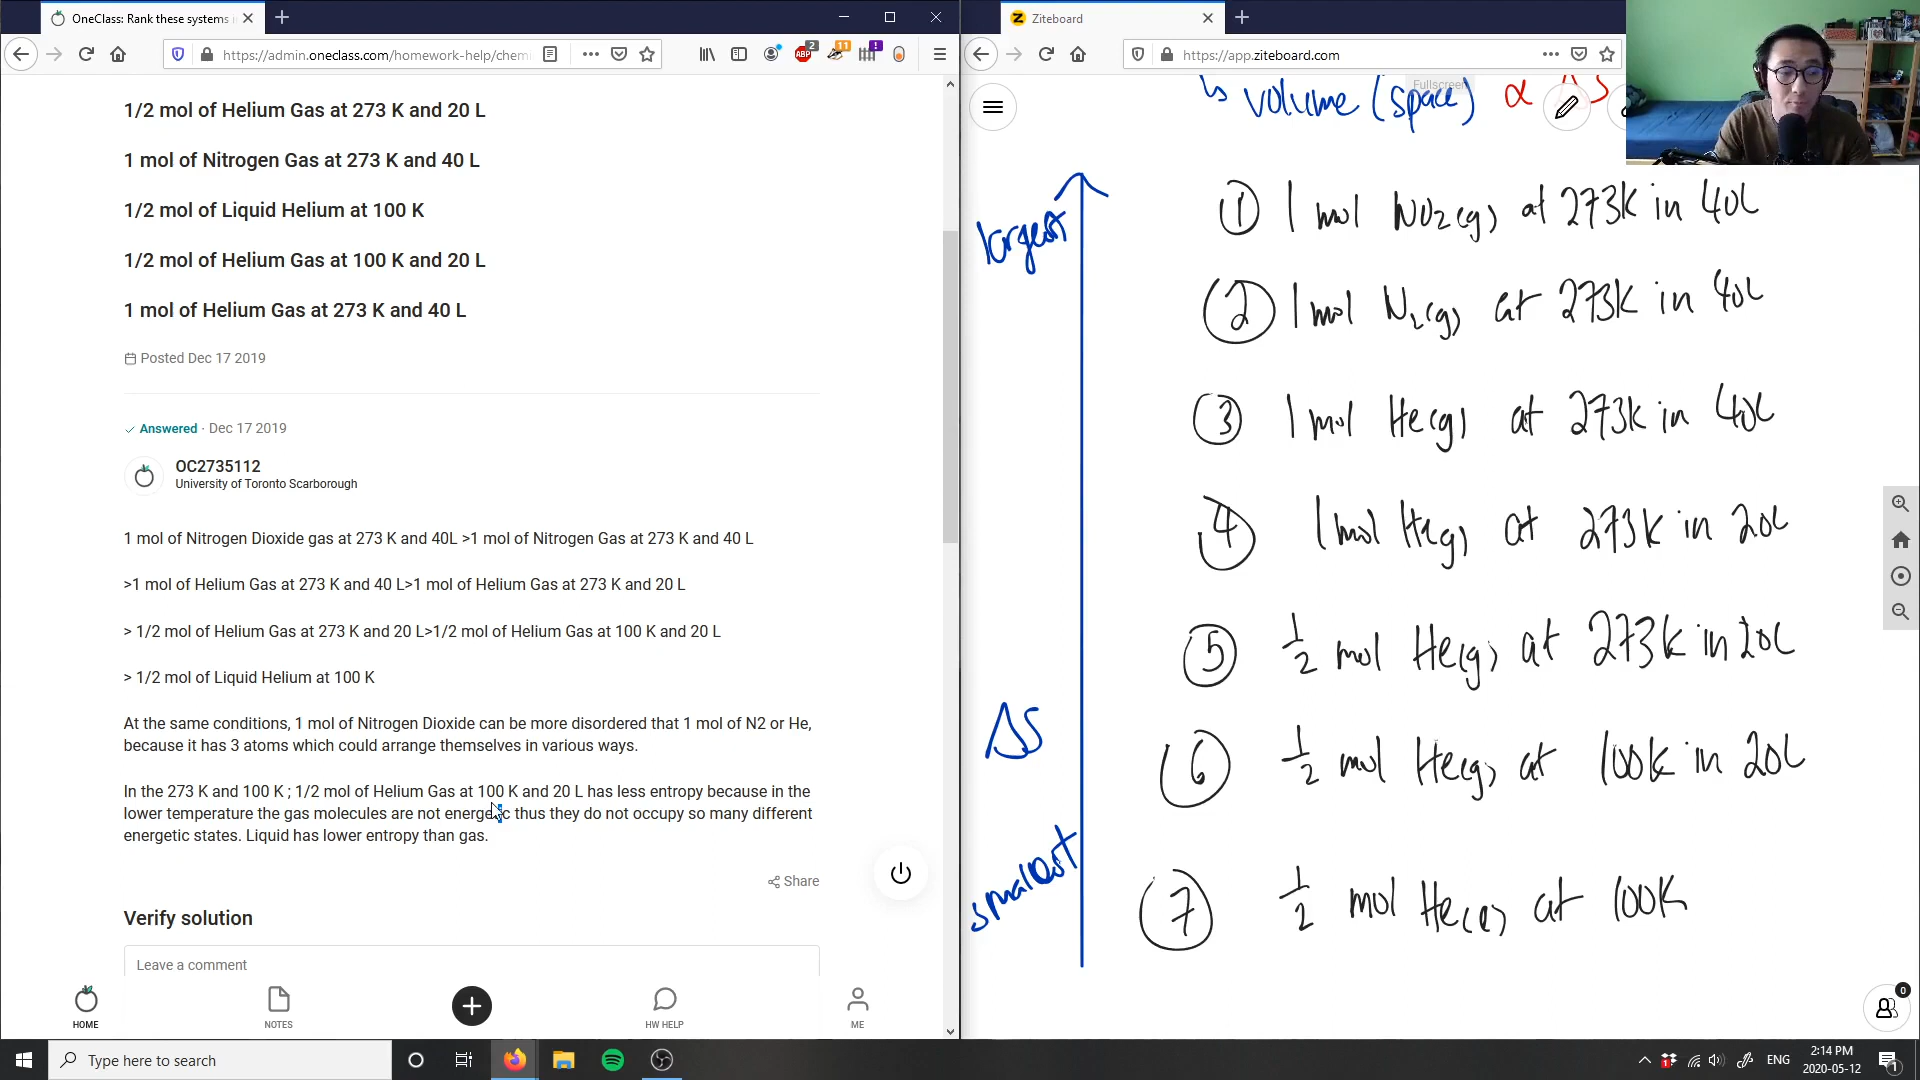 OneClass: Rank these systems i
https://admin.oneclass.com/homework-help/chemi
2
11
!
1/2 mol of Helium Gas at 273 K and 20 L
1 mol of Nitrogen Gas at 273 K and 40 L
1/2 mol of Liquid Helium at 100 K
1/2 mol of Helium Gas at 100 K and 20 L
1 mol of Helium Gas at 273 K and 40 L
Posted Dec 17 2019
Answered · Dec 17 2019
OC2735112
University of Toronto Scarborough
1 mol of Nitrogen Dioxide gas at 273 K and 40L >1 mol of Nitrogen Gas at 273 K and 40 L
>1 mol of Helium Gas at 273 K and 40 L>1 mol of Helium Gas at 273 K and 20 L
> 1/2 mol of Helium Gas at 273 K and 20 L>1/2 mol of Helium Gas at 100 K and 20 L
> 1/2 mol of Liquid Helium at 100 K
At the same conditions, 1 mol of Nitrogen Dioxide can be more disordered that 1 mol of N2 or He,
because it has 3 atoms which could arrange themselves in various ways.
In the 273 K and 100 K ; 1/2 mol of Helium Gas at 100 K and 20 L has less entropy because in the
lower temperature the gas molecules are not energetic thus they do not occupy so many different
energetic states. Liquid has lower entropy than gas.
Share
Verify solution
Leave a comment
HOME
NOTES
HW HELP
ME
Ziteboard
https://app.ziteboard.com
Fullscreen
↳ volume (space) α ΔS
largest
① 1 mol NO₂(g) at 273K in 40L
② 1 mol N₂(g) at 273K in 40L
③ 1 mol He(g) at 273K in 40L
④ 1 mol He(g) at 273K in 20L
⑤ ½ mol He(g) at 273K in 20L
ΔS
⑥ ½ mol He(g) at 100K in 20L
smallest
⑦ ½ mol He(l) at 100K
0
Type here to search
ENG
2:14 PM
2020-05-12
1